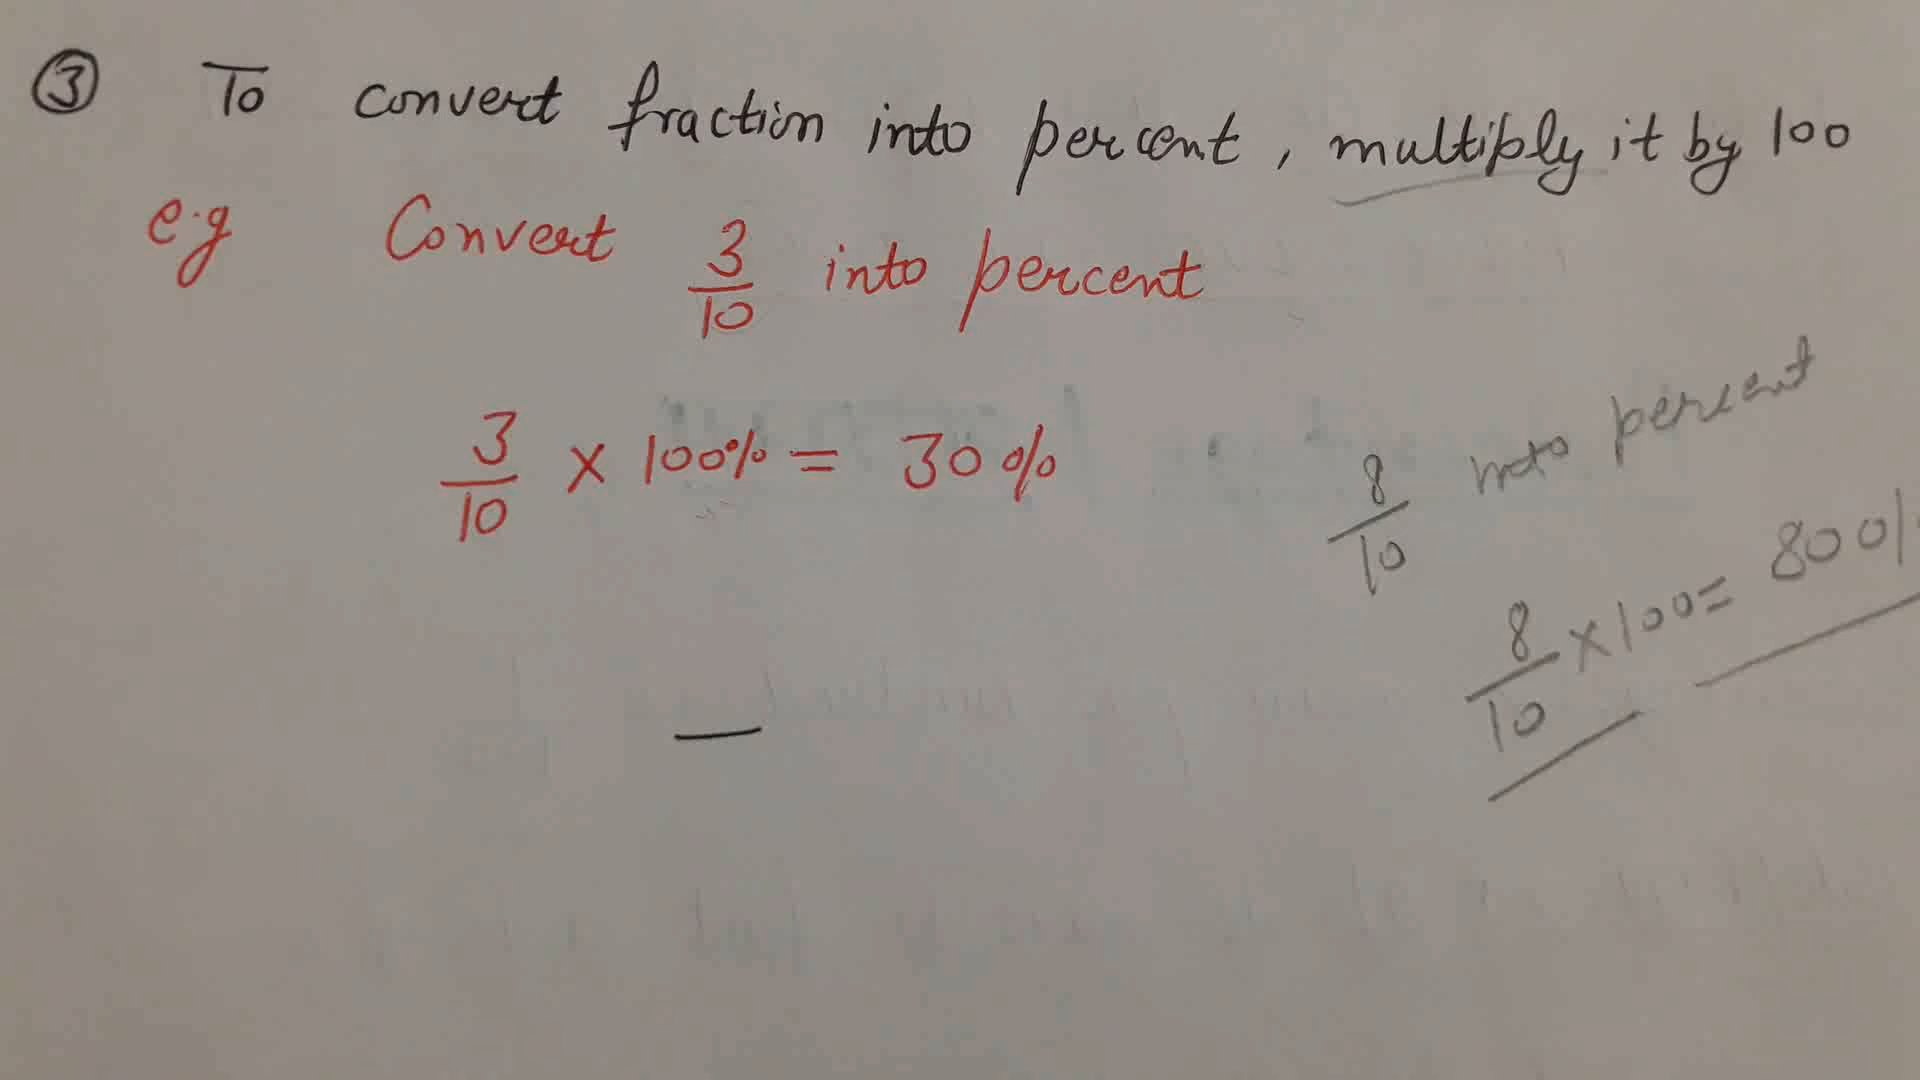 ③ To convert fraction into percent, multiply it by 100
e.g Convert 3/10 into percent
3/10 × 100% = 30%
8/10 into percent
8/10 × 100 = 80%